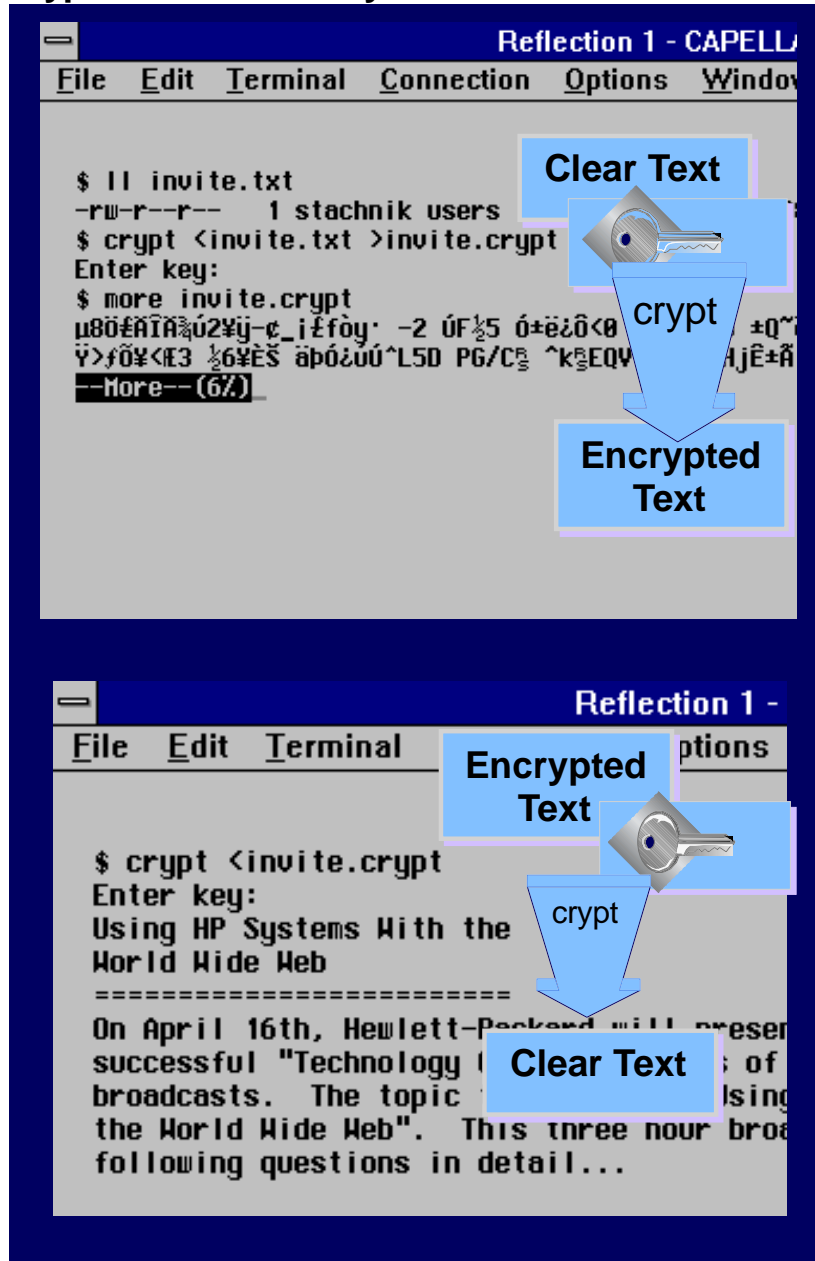 Reflection 1 - CAPELLA
File Edit Terminal Connection Options Window
$ ll invite.txt
-rw-r--r-- 1 stachnik users
$ crypt <invite.txt >invite.crypt
Enter key:
$ more invite.crypt
--More--(6%)_
Clear Text
crypt
Encrypted
Text
Reflection 1 -
File Edit Terminal ptions
$ crypt <invite.crypt
Enter key:
Using HP Systems With the
World Wide Web
==========================
On April 16th, Hewlett-Packard will presen
successful "Technology of
broadcasts. The topic Using
the World Wide Web". This three hour broa
following questions in detail...
Encrypted
Text
crypt
Clear Text